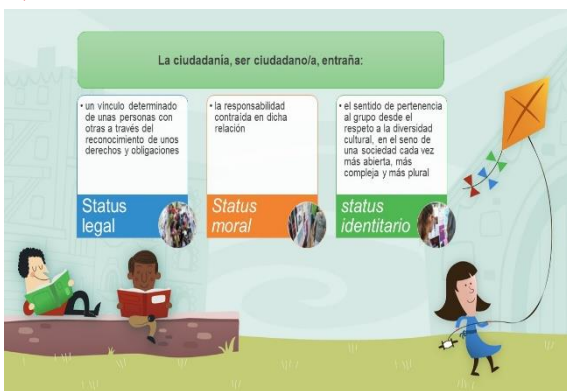 La ciudadanía, ser ciudadano/a, entraña:
• un vínculo determinado
de unas personas con
otras a través del
reconocimiento de unos
derechos y obligaciones
Status
legal
• la responsabilidad
contraída en dicha
relación
Status
moral
• el sentido de pertenencia
al grupo desde el
respeto a la diversidad
cultural, en el seno de
una sociedad cada vez
más abierta, más
compleja y más plural
status
identitario